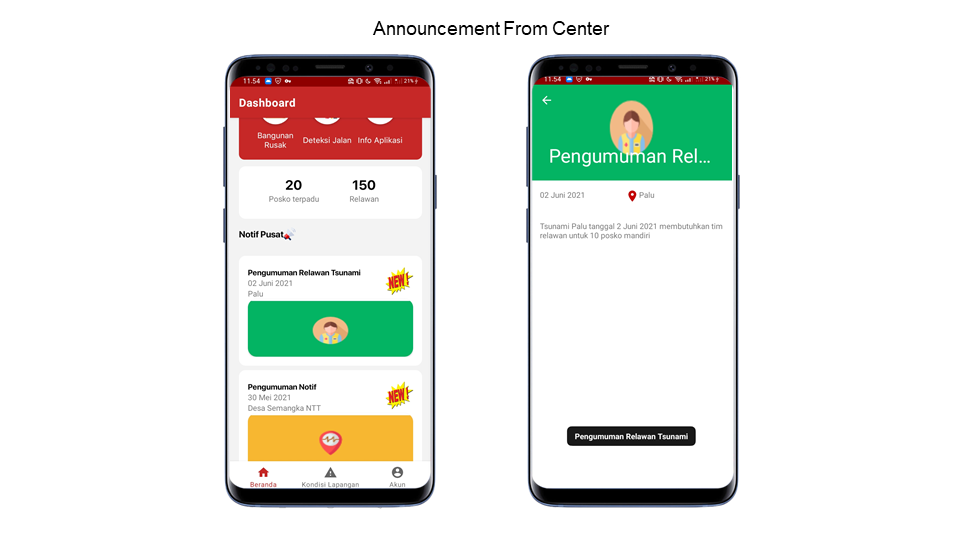 Announcement From Center
11.54
21%
Dashboard
Bangunan
Rusak
Deteksi Jalan
Info Aplikasi
20
Posko terpadu
150
Relawan
Notif Pusat
Pengumuman Relawan Tsunami
02 Juni 2021
Palu
NEW!
Pengumuman Notif
30 Mei 2021
Desa Semangka NTT
NEW!
Beranda
Kondisi Lapangan
Akun
11.54
21%
Pengumuman Rel...
02 Juni 2021
Palu
Tsunami Palu tanggal 2 Juni 2021 membutuhkan tim
relawan untuk 10 posko mandiri
Pengumuman Relawan Tsunami